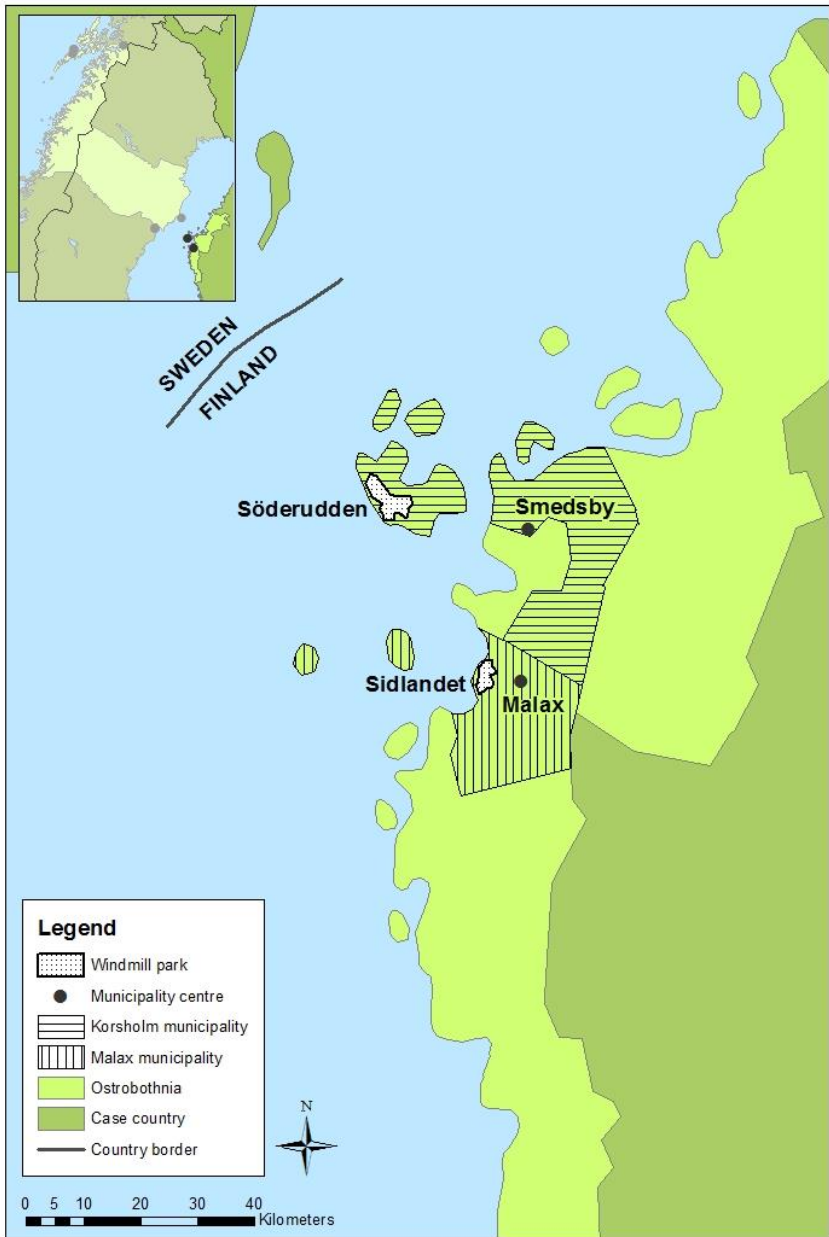 SWEDEN
FINLAND
Söderudden
Smedsby
Sidlandet
Malax
Legend
Windmill park
Municipality centre
Korsholm municipality
Malax municipality
Ostrobothnia
Case country
Country border
N
0 5 10 20 30 40
Kilometers